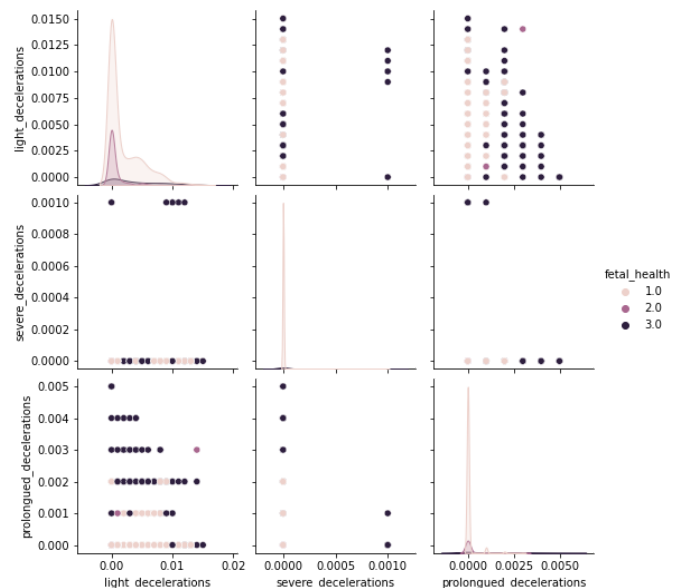 0.0150
0.0125
0.0100
0.0075
0.0050
0.0025
0.0000
light_decelerations
0.0010
0.0008
0.0006
0.0004
0.0002
0.0000
severe_decelerations
fetal_health
1.0
2.0
3.0
0.005
0.004
0.003
0.002
0.001
0.000
prolongued_decelerations
0.00 0.01 0.02
0.0000 0.0005 0.0010
0.0000 0.0025 0.0050
light_decelerations
severe_decelerations
prolongued_decelerations